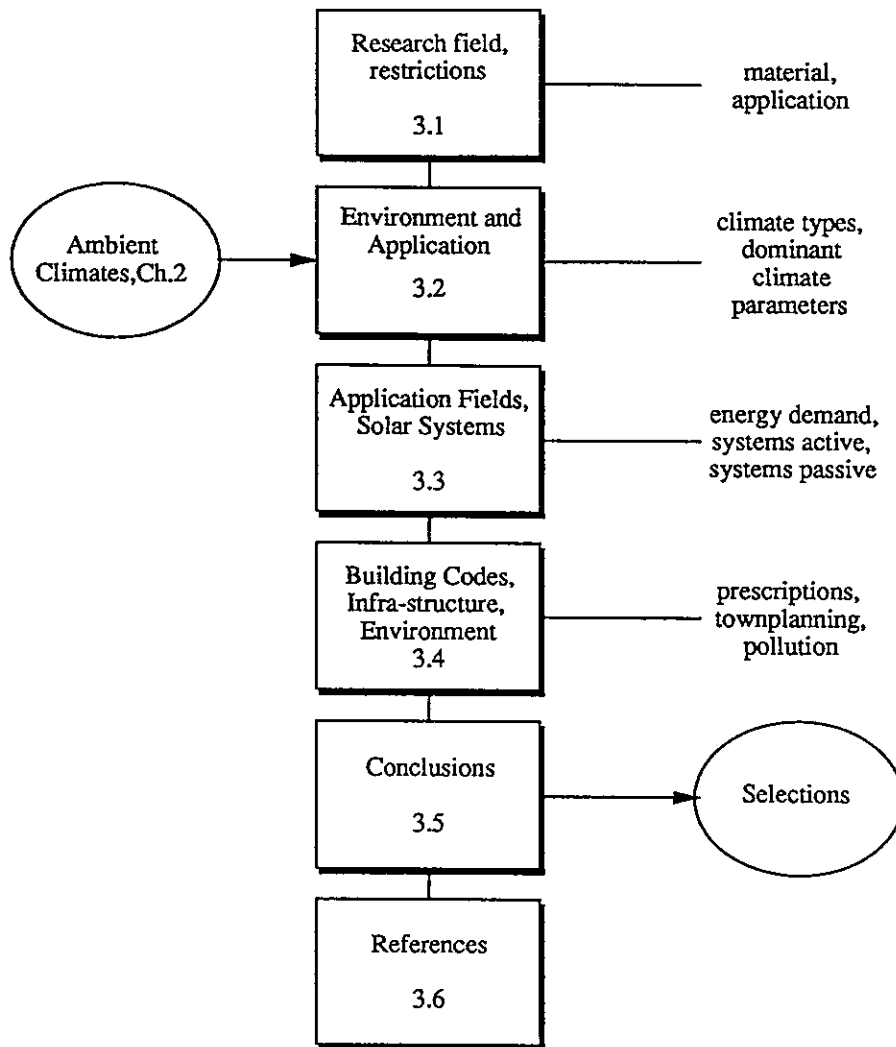 Research field,
restrictions
3.1
material,
application
Ambient
Climates,Ch.2
Environment and
Application
3.2
climate types,
dominant
climate
parameters
Application Fields,
Solar Systems
3.3
energy demand,
systems active,
systems passive
Building Codes,
Infra-structure,
Environment
3.4
prescriptions,
townplanning,
pollution
Conclusions
3.5
Selections
References
3.6